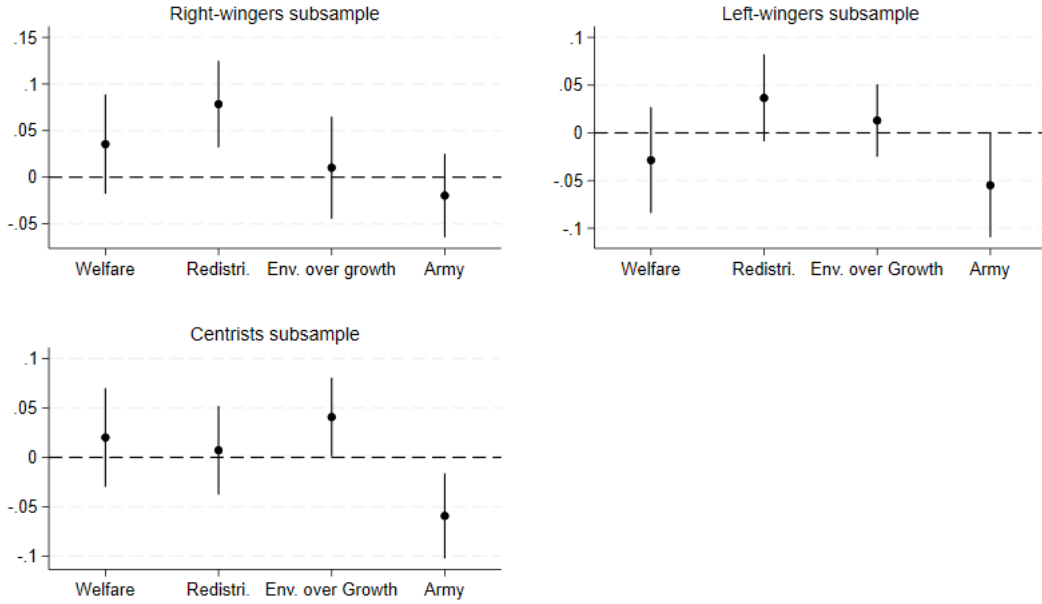 Right-wingers subsample
.15
.1
.05
0
-.05
Welfare Redistri. Env. over growth Army
Left-wingers subsample
.1
.05
0
-.05
-.1
Welfare Redistri. Env. over Growth Army
Centrists subsample
.1
.05
0
-.05
-.1
Welfare Redistri. Env. over Growth Army